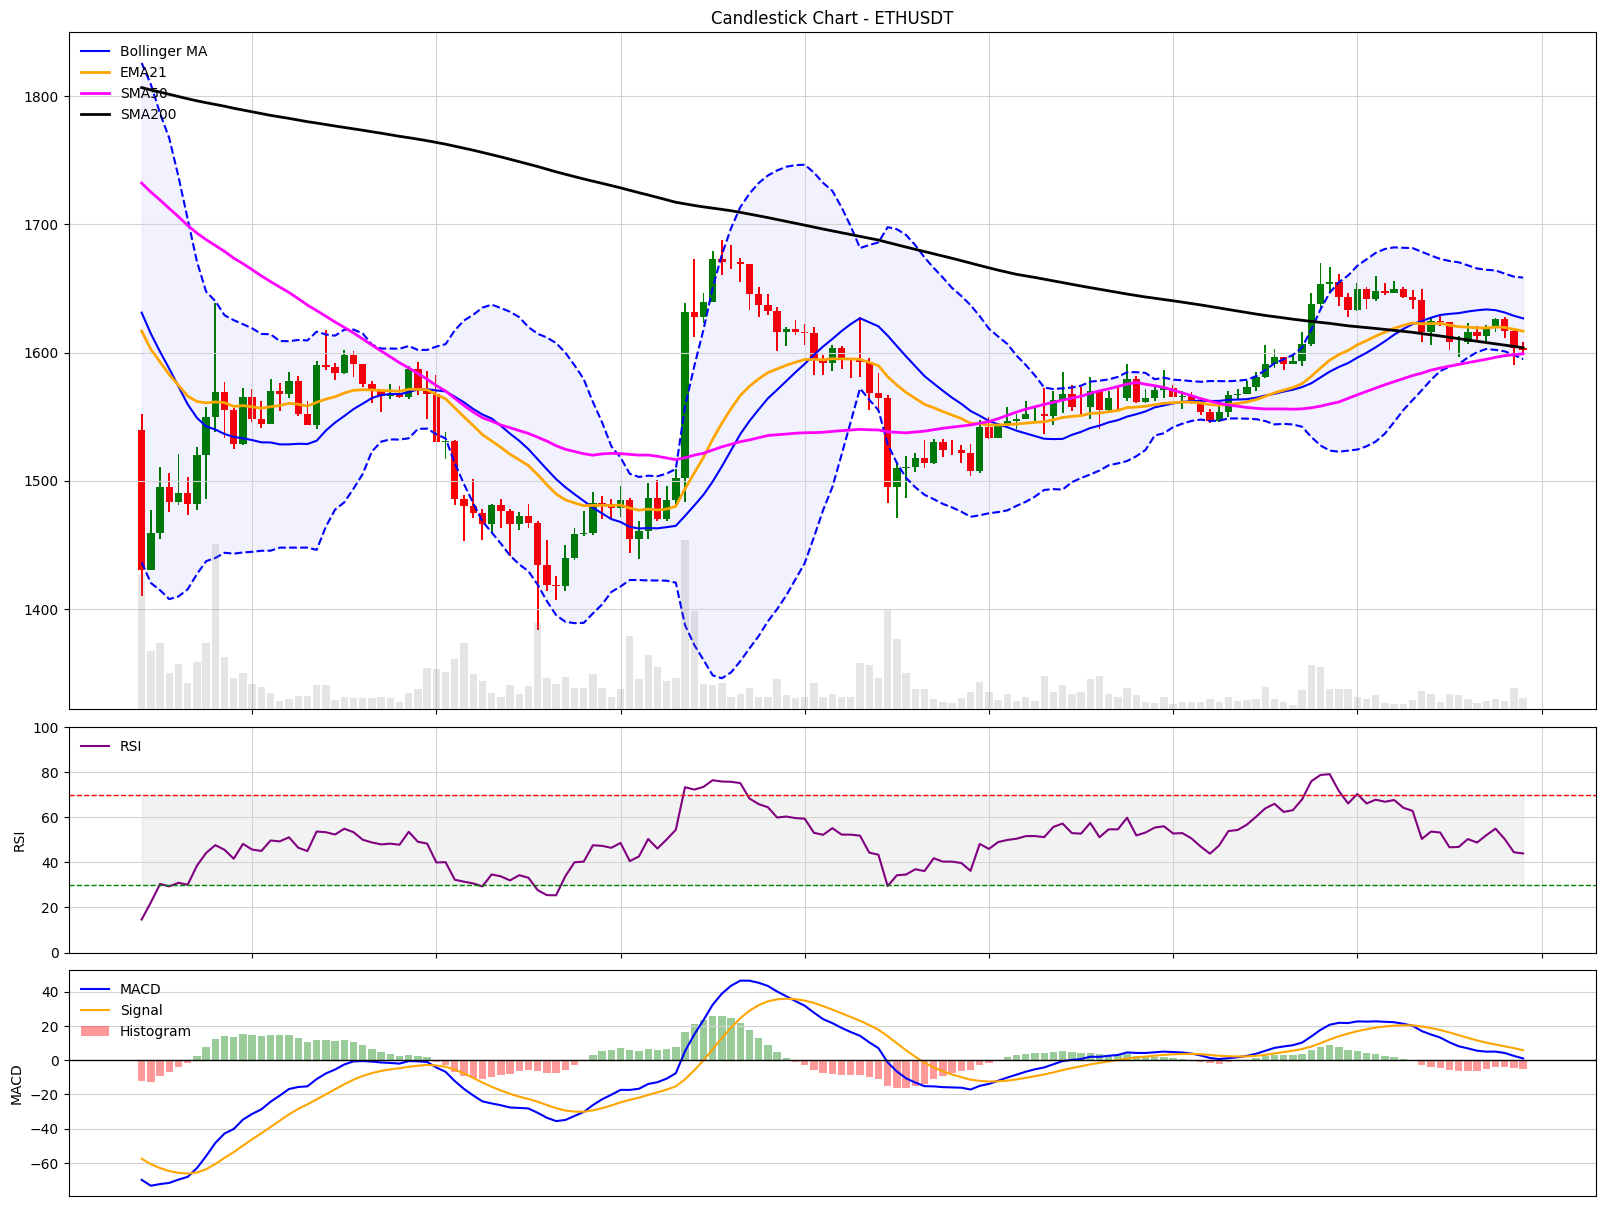 Candlestick Chart - ETHUSDT
Bollinger MA
EMA21
SMA50
SMA200
1800
1700
1600
1500
1400
RSI
100
80
60
40
20
0
RSI
MACD
Signal
Histogram
40
20
0
−20
−40
−60
MACD